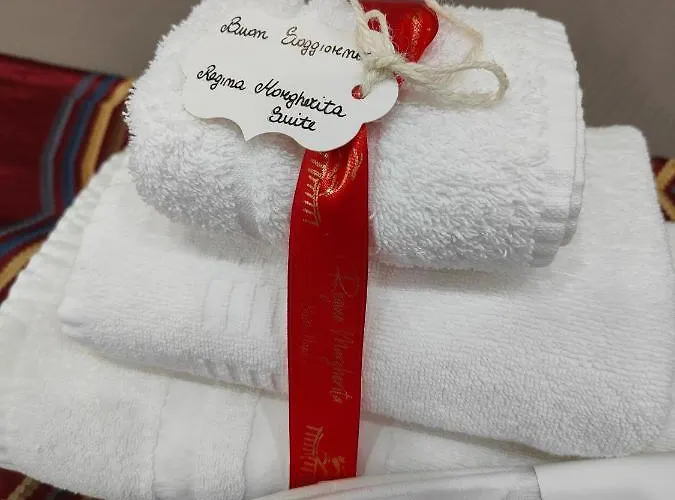 Buon Soggiorno
Regina Margherita
Suite
Regina Margherita